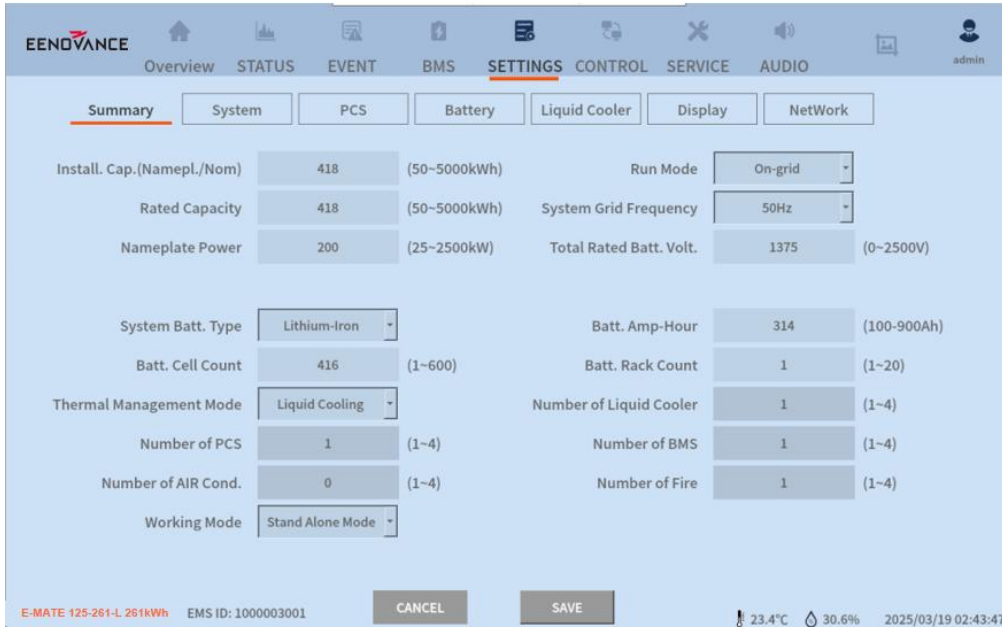 EENOVANCE
Overview STATUS EVENT BMS SETTINGS CONTROL SERVICE AUDIO admin
Summary System PCS Battery Liquid Cooler Display NetWork
Install. Cap.(Namepl./Nom) 418 (50~5000kWh) Run Mode On-grid
Rated Capacity 418 (50~5000kWh) System Grid Frequency 50Hz
Nameplate Power 200 (25~2500kW) Total Rated Batt. Volt. 1375 (0~2500V)
System Batt. Type Lithium-Iron Batt. Amp-Hour 314 (100-900Ah)
Batt. Cell Count 416 (1~600) Batt. Rack Count 1 (1~20)
Thermal Management Mode Liquid Cooling Number of Liquid Cooler 1 (1~4)
Number of PCS 1 (1~4) Number of BMS 1 (1~4)
Number of AIR Cond. 0 (1~4) Number of Fire 1 (1~4)
Working Mode Stand Alone Mode
CANCEL SAVE
E-MATE 125-261-L 261kWh EMS ID: 1000003001 23.4°C 30.6% 2025/03/19 02:43:47